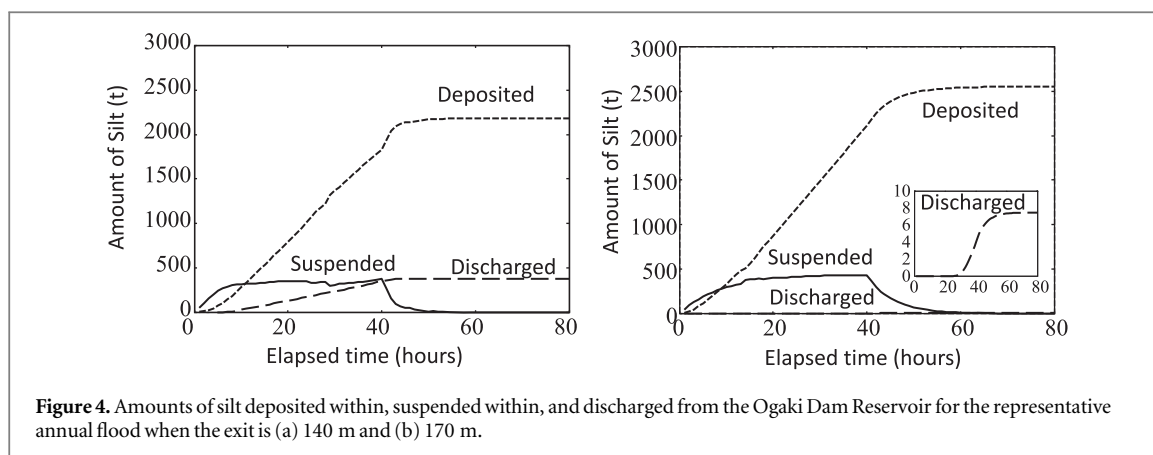 3000
2500
2000
1500
1000
500
0
Amount of Silt (t)
Deposited
Suspended
Discharged
20
40
60
80
Elapsed time (hours)
3000
2500
2000
1500
1000
500
0
Amount of Silt (t)
Deposited
Suspended
Discharged
10
8
6
4
2
0
Discharged
0 20 40 60 80
0
20
40
60
80
Elapsed time (hours)
Figure 4. Amounts of silt deposited within, suspended within, and discharged from the Ogaki Dam Reservoir for the representative
annual flood when the exit is (a) 140 m and (b) 170 m.